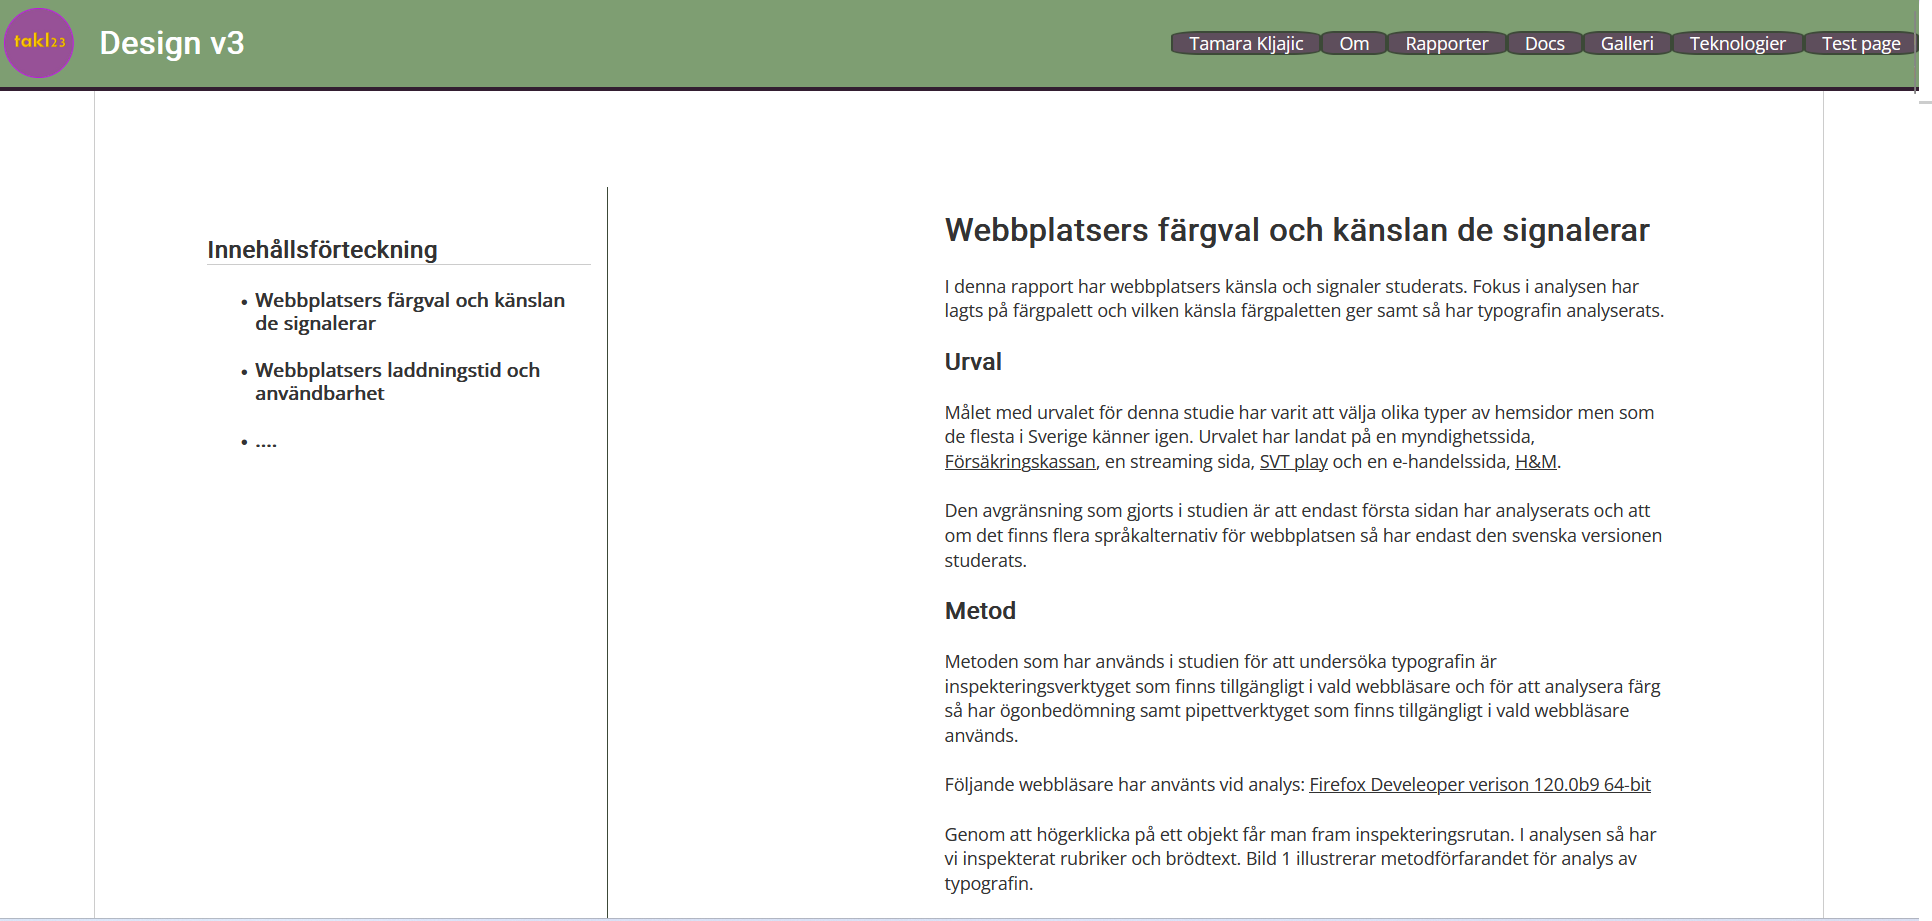 takl23
Design v3
Tamara Kljajic
Om
Rapporter
Docs
Galleri
Teknologier
Test page
Innehållsförteckning
• Webbplatsers färgval och känslan
de signalerar
• Webbplatsers laddningstid och
användbarhet
• ....
Webbplatsers färgval och känslan de signalerar
I denna rapport har webbplatsers känsla och signaler studerats. Fokus i analysen har
lagts på färgpalett och vilken känsla färgpaletten ger samt så har typografin analyserats.
Urval
Målet med urvalet för denna studie har varit att välja olika typer av hemsidor men som
de flesta i Sverige känner igen. Urvalet har landat på en myndighetssida,
Försäkringskassan, en streaming sida, SVT play och en e-handelssida, H&M.
Den avgränsning som gjorts i studien är att endast första sidan har analyserats och att
om det finns flera språkalternativ för webbplatsen så har endast den svenska versionen
studerats.
Metod
Metoden som har används i studien för att undersöka typografin är
inspekteringsverktyget som finns tillgängligt i vald webbläsare och för att analysera färg
så har ögonbedömning samt pipettverktyget som finns tillgängligt i vald webbläsare
används.
Följande webbläsare har använts vid analys: Firefox Develeoper verison 120.0b9 64-bit
Genom att högerklicka på ett objekt får man fram inspekteringsrutan. I analysen så har
vi inspekterat rubriker och brödtext. Bild 1 illustrerar metodförfarandet för analys av
typografin.